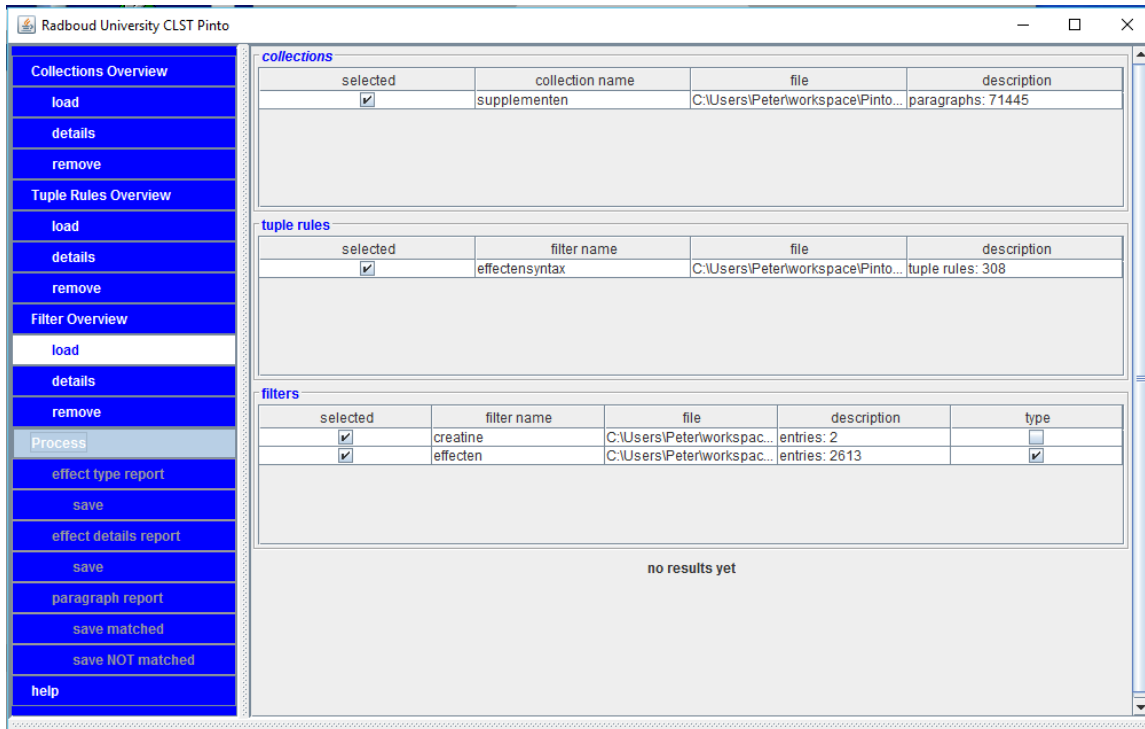 Radboud University CLST Pinto
Collections Overview
load
details
remove
Tuple Rules Overview
load
details
remove
Filter Overview
load
details
remove
Process
effect type report
save
effect details report
save
paragraph report
save matched
save NOT matched
help
collections
selected collection name file description
supplementen C:\Users\Peter\workspace\Pinto... paragraphs: 71445
tuple rules
selected filter name file description
effectensyntax C:\Users\Peter\workspace\Pinto... tuple rules: 308
filters
selected filter name file description type
creatine C:\Users\Peter\workspac... entries: 2
effecten C:\Users\Peter\workspac... entries: 2613
no results yet